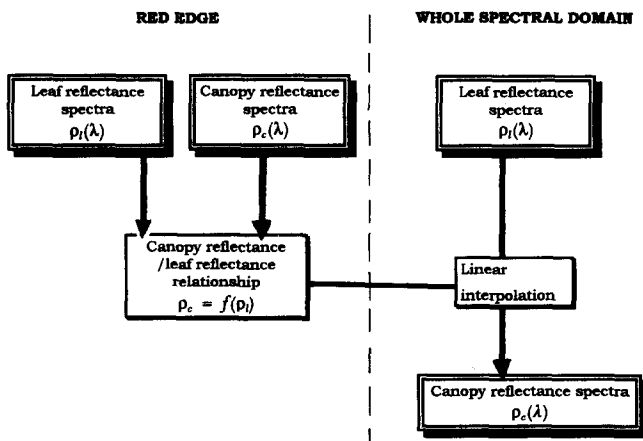 RED EDGE
WHOLE SPECTRAL DOMAIN
Leaf reflectance
spectra
ρl(λ)
Canopy reflectance
spectra
ρc(λ)
Leaf reflectance
spectra
ρl(λ)
Canopy reflectance
/leaf reflectance
relationship
ρc = f(ρl)
Linear
interpolation
Canopy reflectance spectra
ρc(λ)